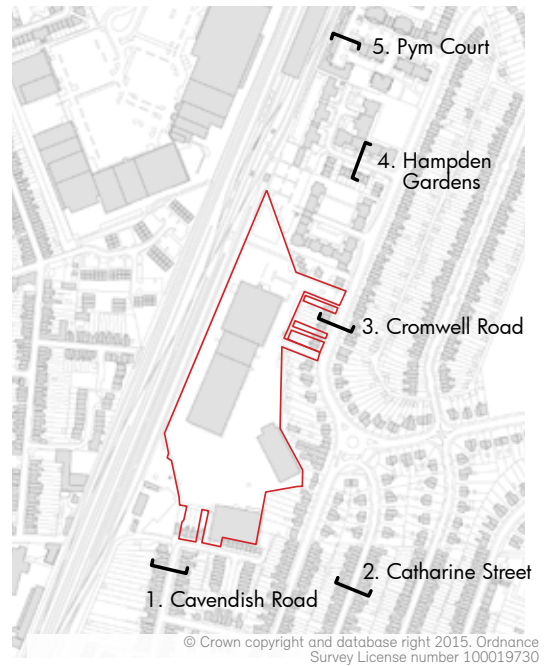 5. Pym Court
4. Hampden
Gardens
3. Cromwell Road
2. Catharine Street
1. Cavendish Road
© Crown copyright and database right 2015. Ordnance
Survey License number 100019730